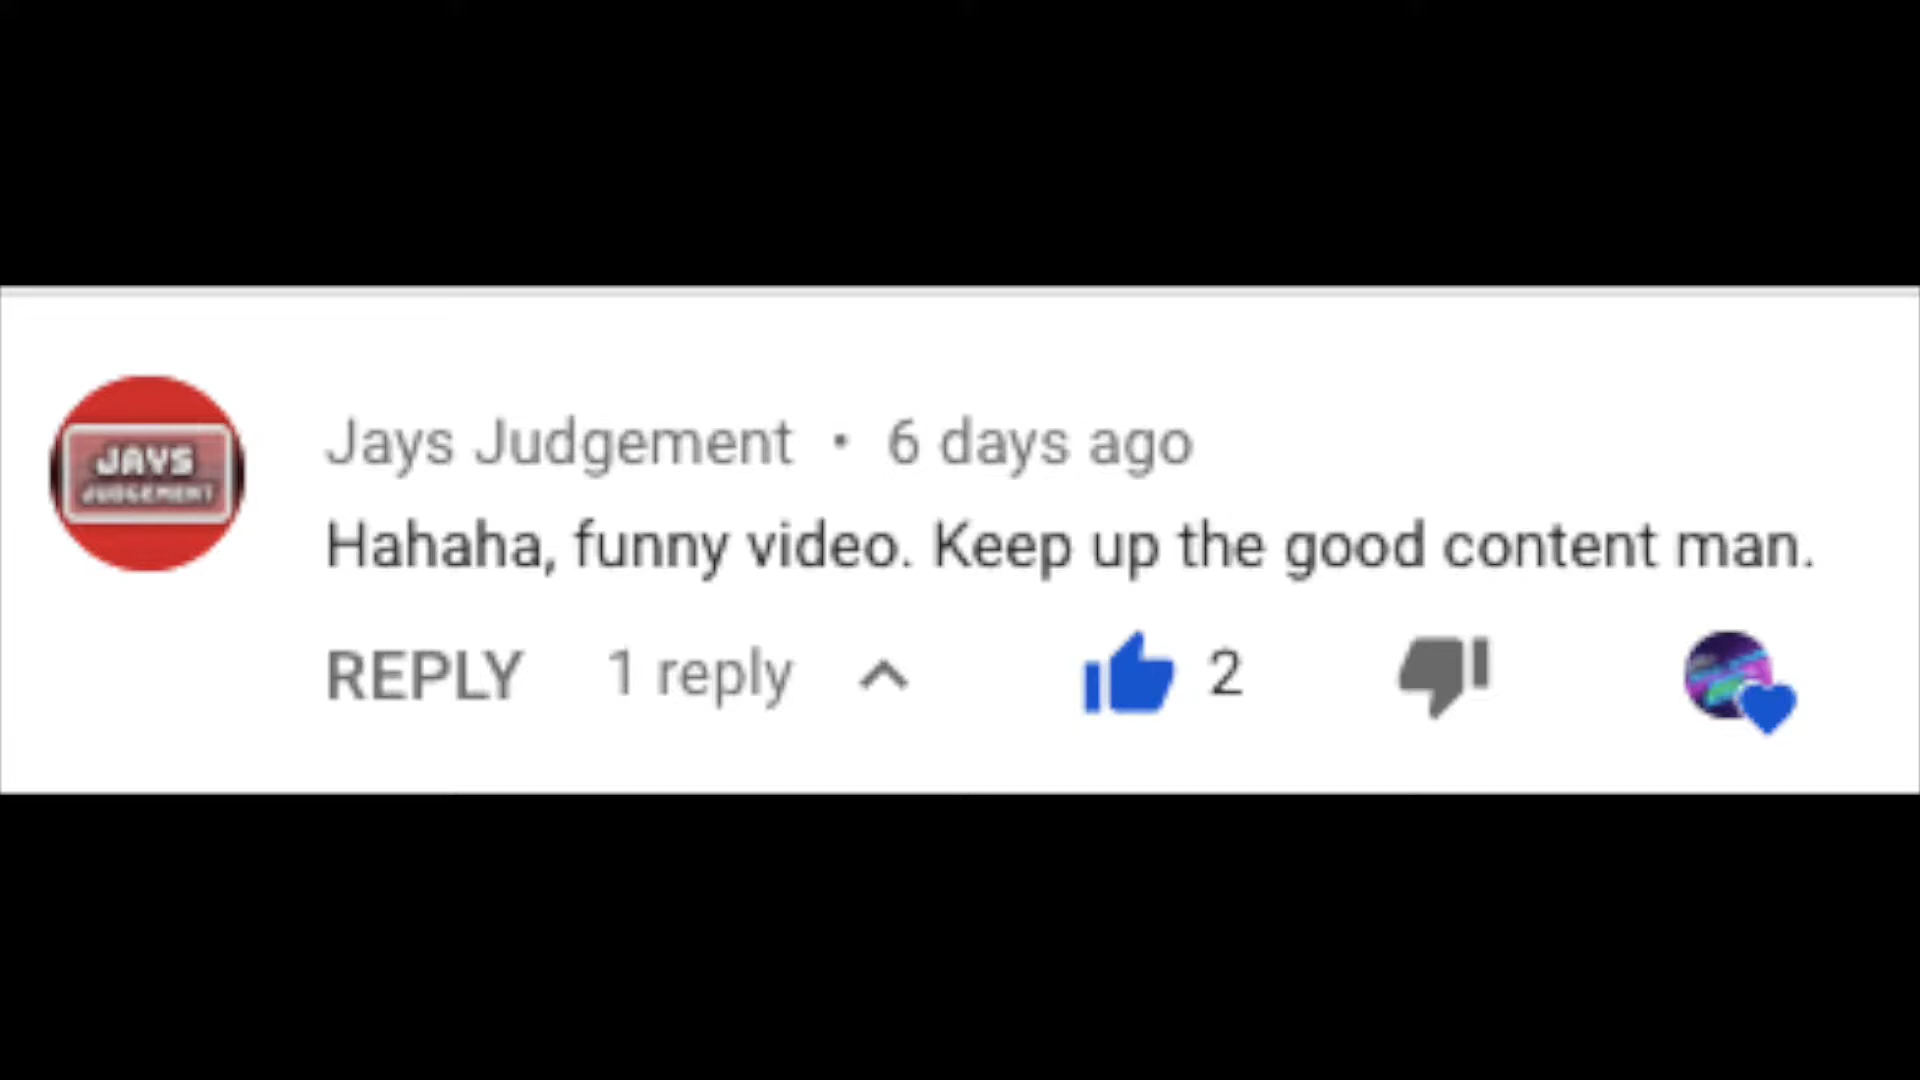 JAYS
JUDGEMENT
Jays Judgement • 6 days ago
Hahaha, funny video. Keep up the good content man.
REPLY 1 reply 2